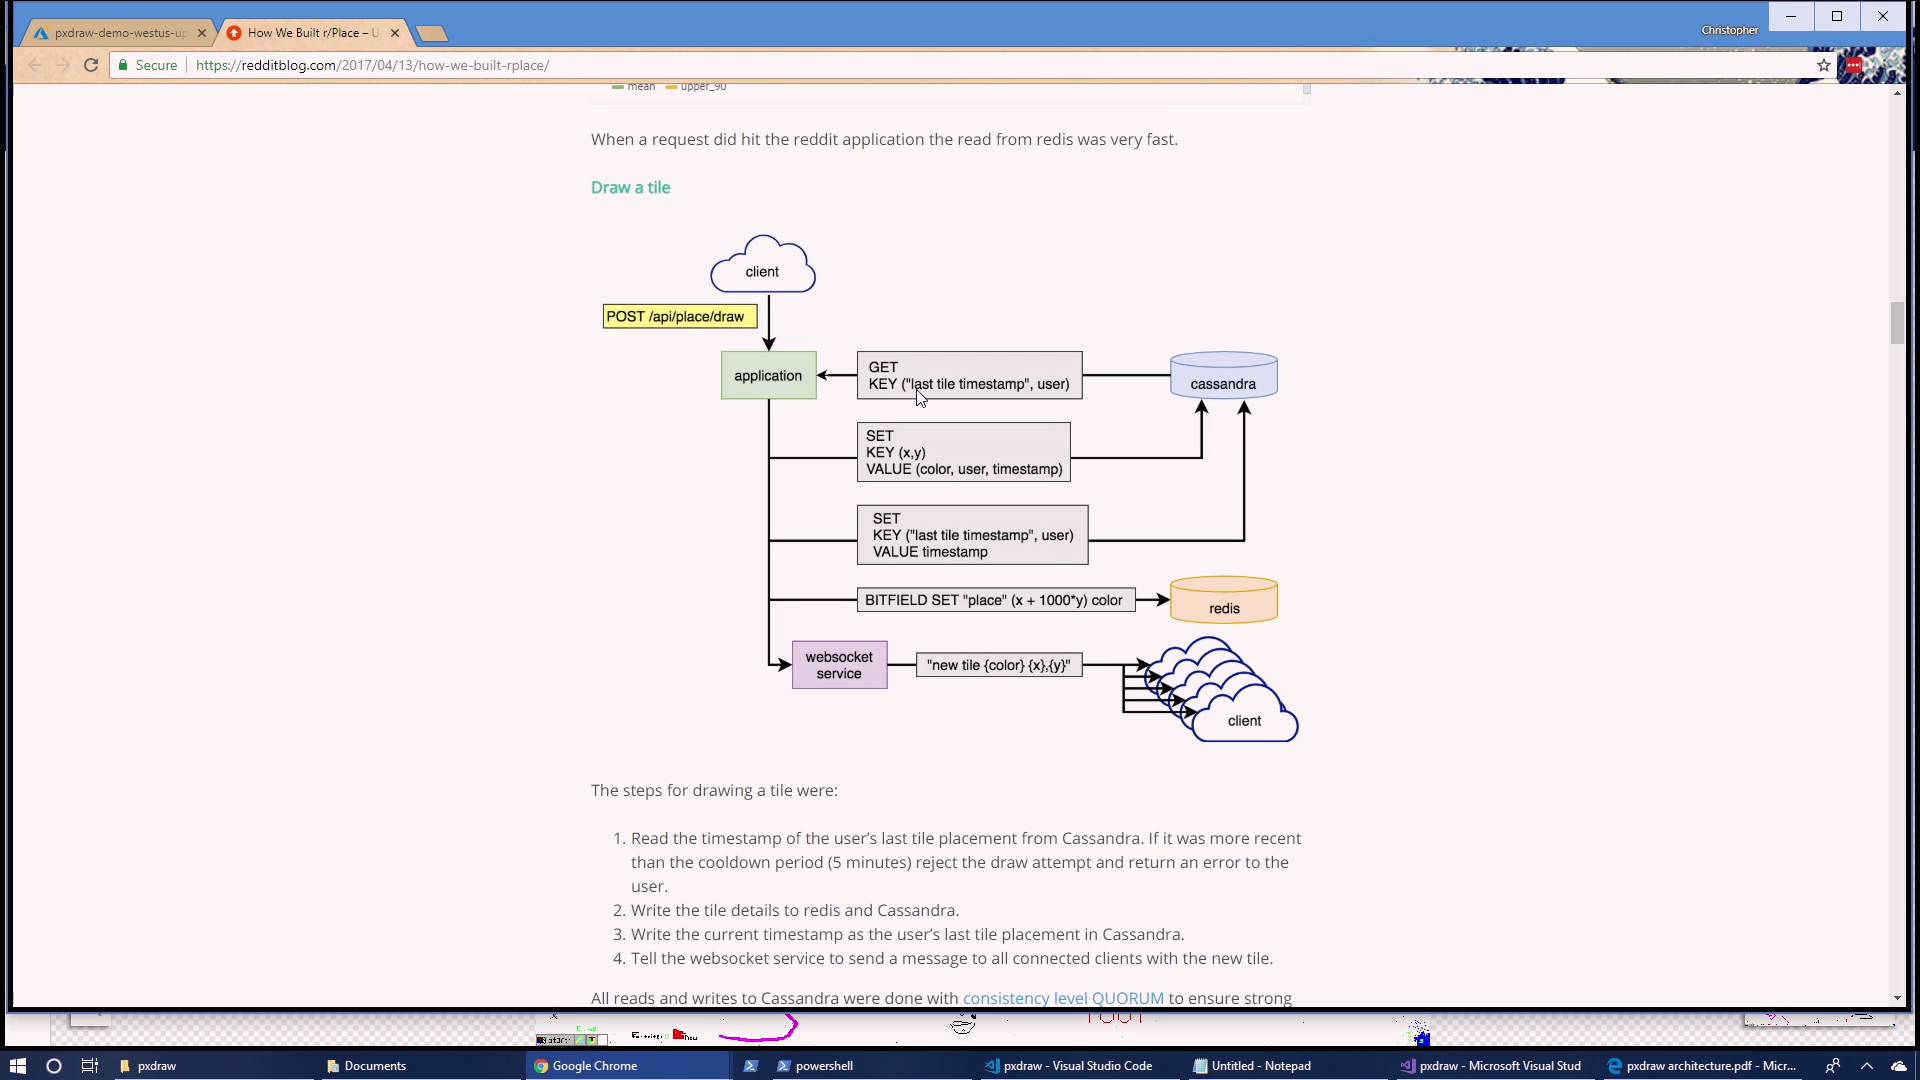 pxdraw-demo-westus-up
How We Built r/Place – U
Christopher
Secure
https://redditblog.com/2017/04/13/how-we-built-rplace/
mean upper_90
When a request did hit the reddit application the read from redis was very fast.
Draw a tile
client
POST /api/place/draw
application
GET
KEY ("last tile timestamp", user)
cassandra
SET
KEY (x,y)
VALUE (color, user, timestamp)
SET
KEY ("last tile timestamp", user)
VALUE timestamp
BITFIELD SET "place" (x + 1000*y) color
redis
websocket
service
"new tile {color} {x},{y}"
client
The steps for drawing a tile were:
1. Read the timestamp of the user’s last tile placement from Cassandra. If it was more recent
than the cooldown period (5 minutes) reject the draw attempt and return an error to the
user.
2. Write the tile details to redis and Cassandra.
3. Write the current timestamp as the user’s last tile placement in Cassandra.
4. Tell the websocket service to send a message to all connected clients with the new tile.
All reads and writes to Cassandra were done with consistency level QUORUM to ensure strong
pxdraw
Documents
Google Chrome
powershell
pxdraw - Visual Studio Code
Untitled - Notepad
pxdraw - Microsoft Visual Stud
pxdraw architecture.pdf - Micr...